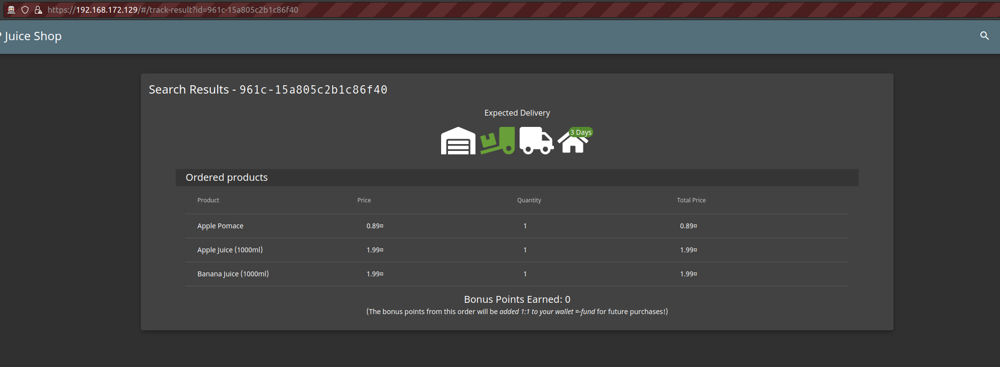 https://192.168.172.129/#/track-result?id=961c-15a805c2b1c86f40
Juice Shop
Search Results - 961c-15a805c2b1c86f40
Expected Delivery
3 Days
Ordered products
Product Price Quantity Total Price
Apple Pomace 0.89¤ 1 0.89¤
Apple Juice (1000ml) 1.99¤ 1 1.99¤
Banana Juice (1000ml) 1.99¤ 1 1.99¤
Bonus Points Earned: 0
(The bonus points from this order will be added 1:1 to your wallet ¤-fund for future purchases!)